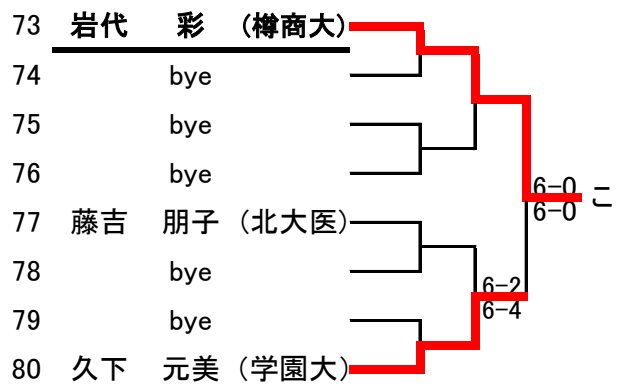 73 岩代 彩 (樽商大)
74 bye
75 bye
76 bye
6-0 こ
6-0
77 藤吉 朋子 (北大医)
78 bye
6-2
79 bye
6-4
80 久下 元美 (学園大)